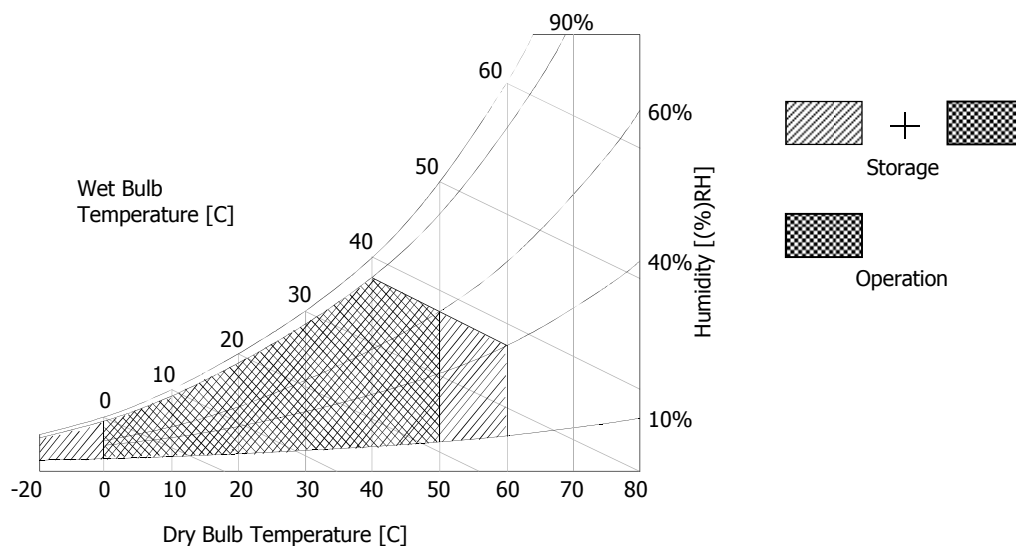 90%
60
60%
50
Wet Bulb
Temperature [C]
Storage
40
40%
Humidity [(%)RH]
Operation
30
20
10
0
10%
-20 0 10 20 30 40 50 60 70 80
Dry Bulb Temperature [C]